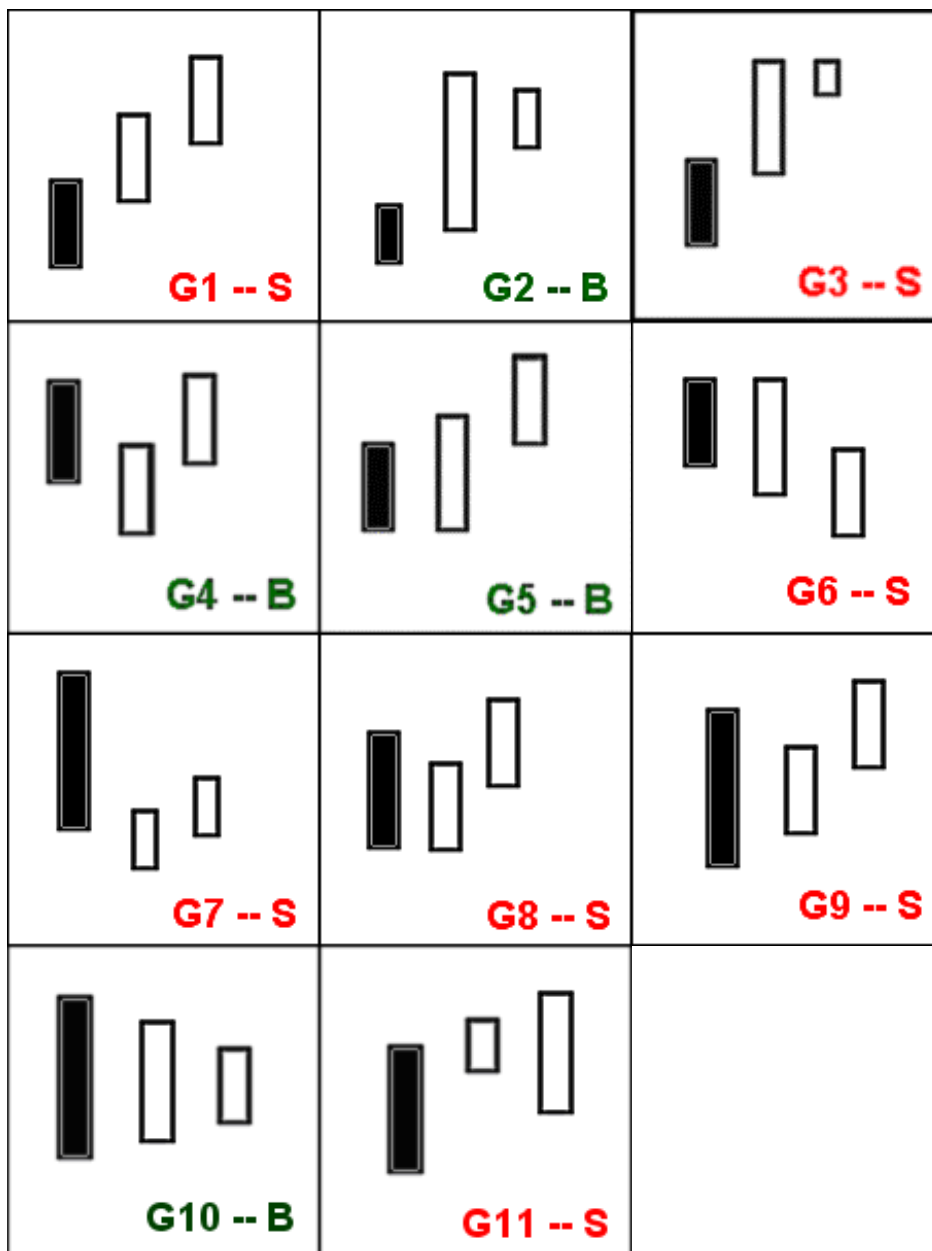 G1 -- S
G2 -- B
G3 -- S
G4 -- B
G5 -- B
G6 -- S
G7 -- S
G8 -- S
G9 -- S
G10 -- B
G11 -- S